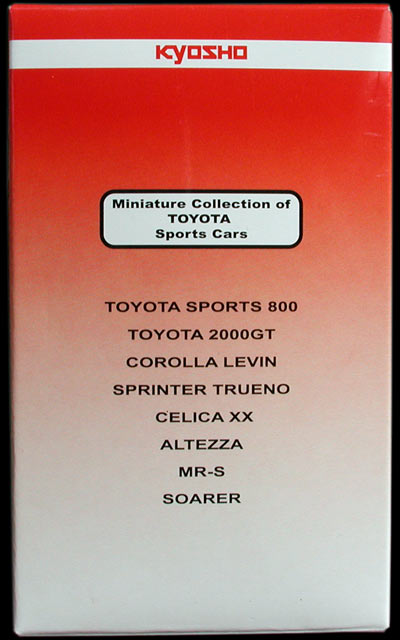 KYOSHO
Miniature Collection of
TOYOTA
Sports Cars
TOYOTA SPORTS 800
TOYOTA 2000GT
COROLLA LEVIN
SPRINTER TRUENO
CELICA XX
ALTEZZA
MR-S
SOARER